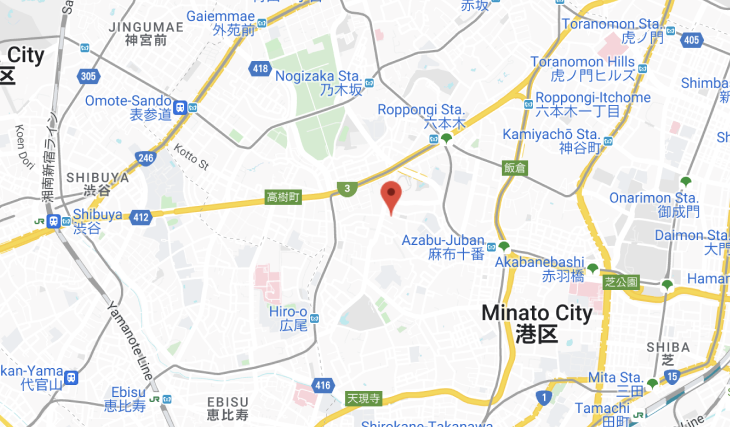 JINGUMAE
神宮前
Gaiemmae
外苑前
赤坂
Toranomon Sta.
虎ノ門
405
City
区
305
418
Nogizaka Sta.
乃木坂
Toranomon Hills
虎ノ門ヒルズ
Omote-Sando
表参道
Roppongi Sta.
六本木
Roppongi-Itchome
六本木一丁目
Kamiyachō Sta.
神谷町
Koen Dori
湘南新宿ライン
246
Kotto St
SHIBUYA
渋谷
飯倉
高樹町
3
Onarimon Sta.
御成門
JR
Shibuya
渋谷
412
Azabu-Juban
麻布十番
Daimon Sta.
大門
Akabanebashi
赤羽橋
芝公園
Yamanote Line
Hiro-o
広尾
Minato City
港区
SHIBA
芝
代官山
15
Mita Sta.
三田
Ebisu
恵比寿
JR
EBISU
恵比寿
416
天現寺
1
Tamachi
田町
JR
Shirokane-Takanawa